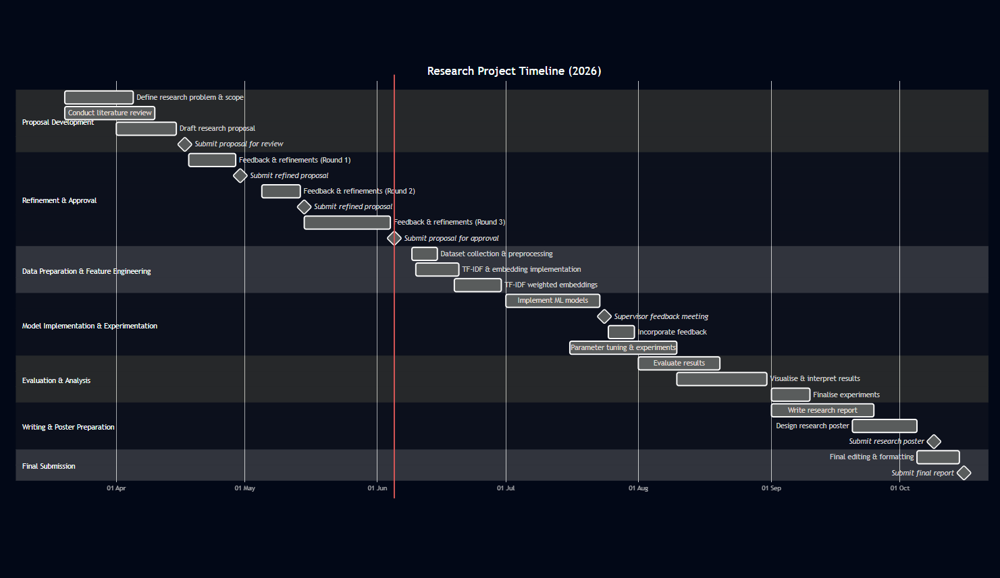 Research Project Timeline (2026)
Define research problem & scope
Conduct literature review
Proposal Development
Draft research proposal
Submit proposal for review
Feedback & refinements (Round 1)
Submit refined proposal
Feedback & refinements (Round 2)
Refinement & Approval
Submit refined proposal
Feedback & refinements (Round 3)
Submit proposal for approval
Dataset collection & preprocessing
TF-IDF & embedding implementation
Data Preparation & Feature Engineering
TF-IDF weighted embeddings
Implement ML models
Supervisor feedback meeting
Model Implementation & Experimentation
Incorporate feedback
Parameter tuning & experiments
Evaluate results
Visualise & interpret results
Evaluation & Analysis
Finalise experiments
Write research report
Design research poster
Writing & Poster Preparation
Submit research poster
Final editing & formatting
Final Submission
Submit final report
01 Apr 01 May 01 Jun 01 Jul 01 Aug 01 Sep 01 Oct